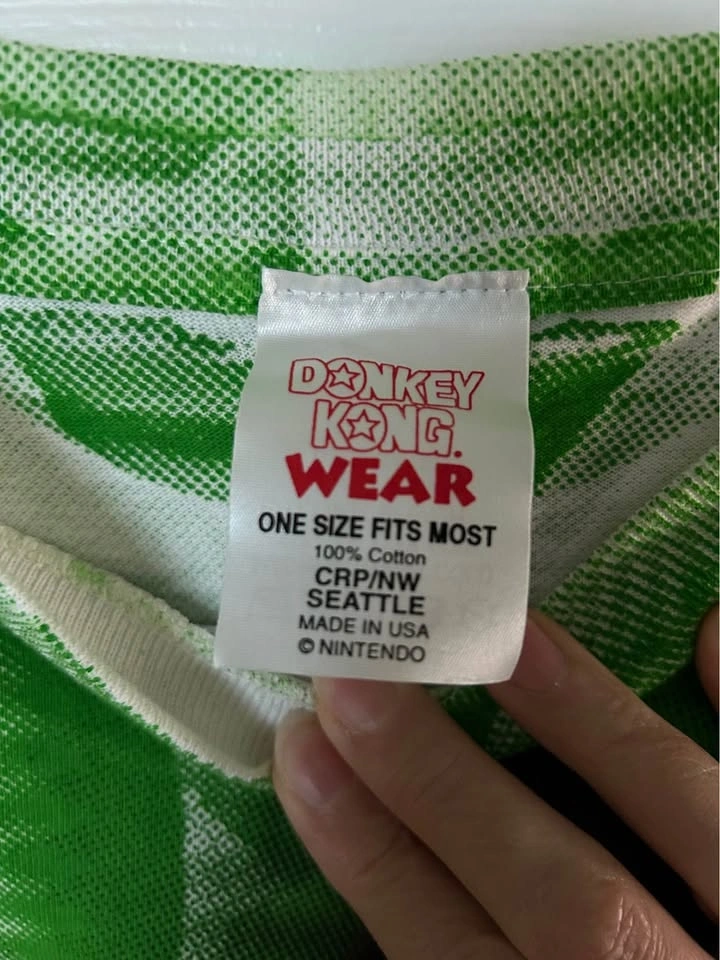 DONKEY
KONG.
WEAR
ONE SIZE FITS MOST
100% Cotton
CRP/NW
SEATTLE
MADE IN USA
© NINTENDO